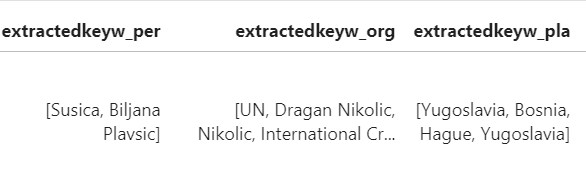 extractedkeyw_per extractedkeyw_org extractedkeyw_pla
[Susica, Biljana Plavsic] [UN, Dragan Nikolic, Nikolic, International Cr... [Yugoslavia, Bosnia, Hague, Yugoslavia]